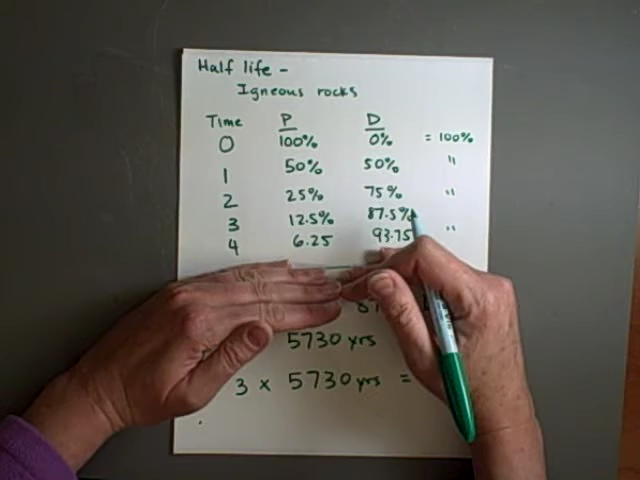 Half life -
Igneous rocks
Time P D
0 100% 0% = 100%
1 50% 50% "
2 25% 75% "
3 12.5% 87.5%
4 6.25 93.75 "
5730 yrs
3 x 5730 yrs =